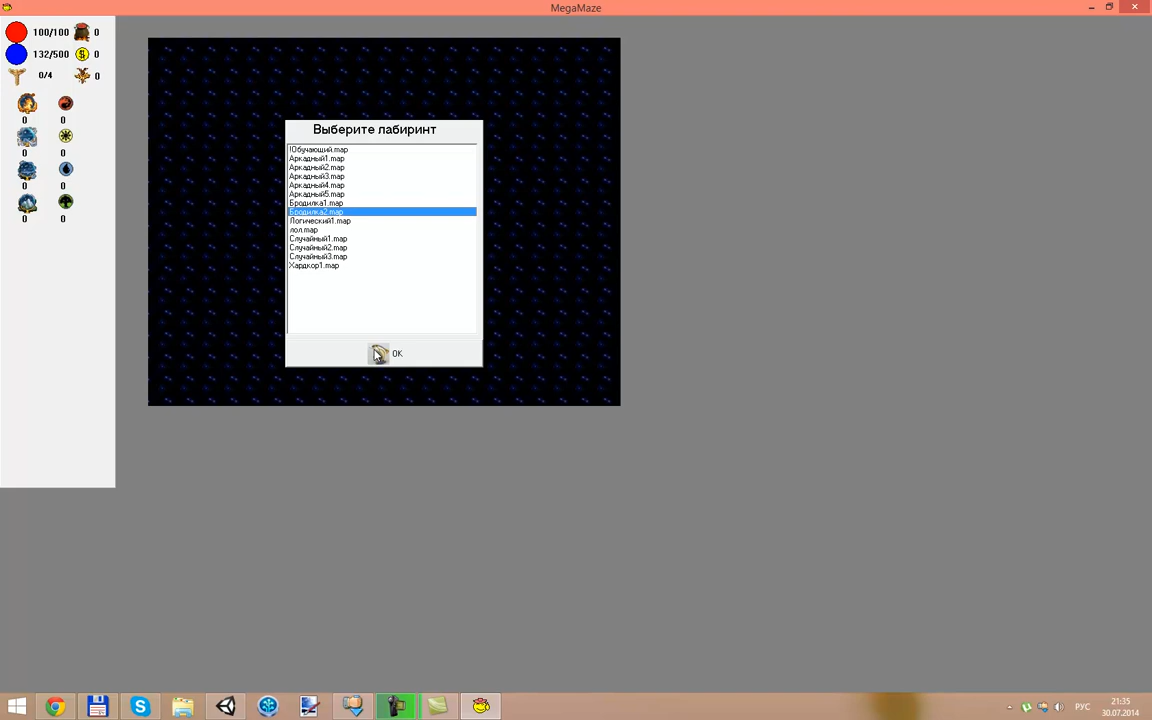 MegaMaze
100/100 0
132/500 0
0/4 0
0 0
0 0
0 0
0 0
Выберите лабиринт
!Обучающий.map
Аркадный1.map
Аркадный2.map
Аркадный3.map
Аркадный4.map
Аркадный5.map
Бродилка1.map
Бродилка2.map
Логический1.map
лол.map
Случайный1.map
Случайный2.map
Случайный3.map
Хардкор1.map
OK
РУС
21:35
30.07.2014